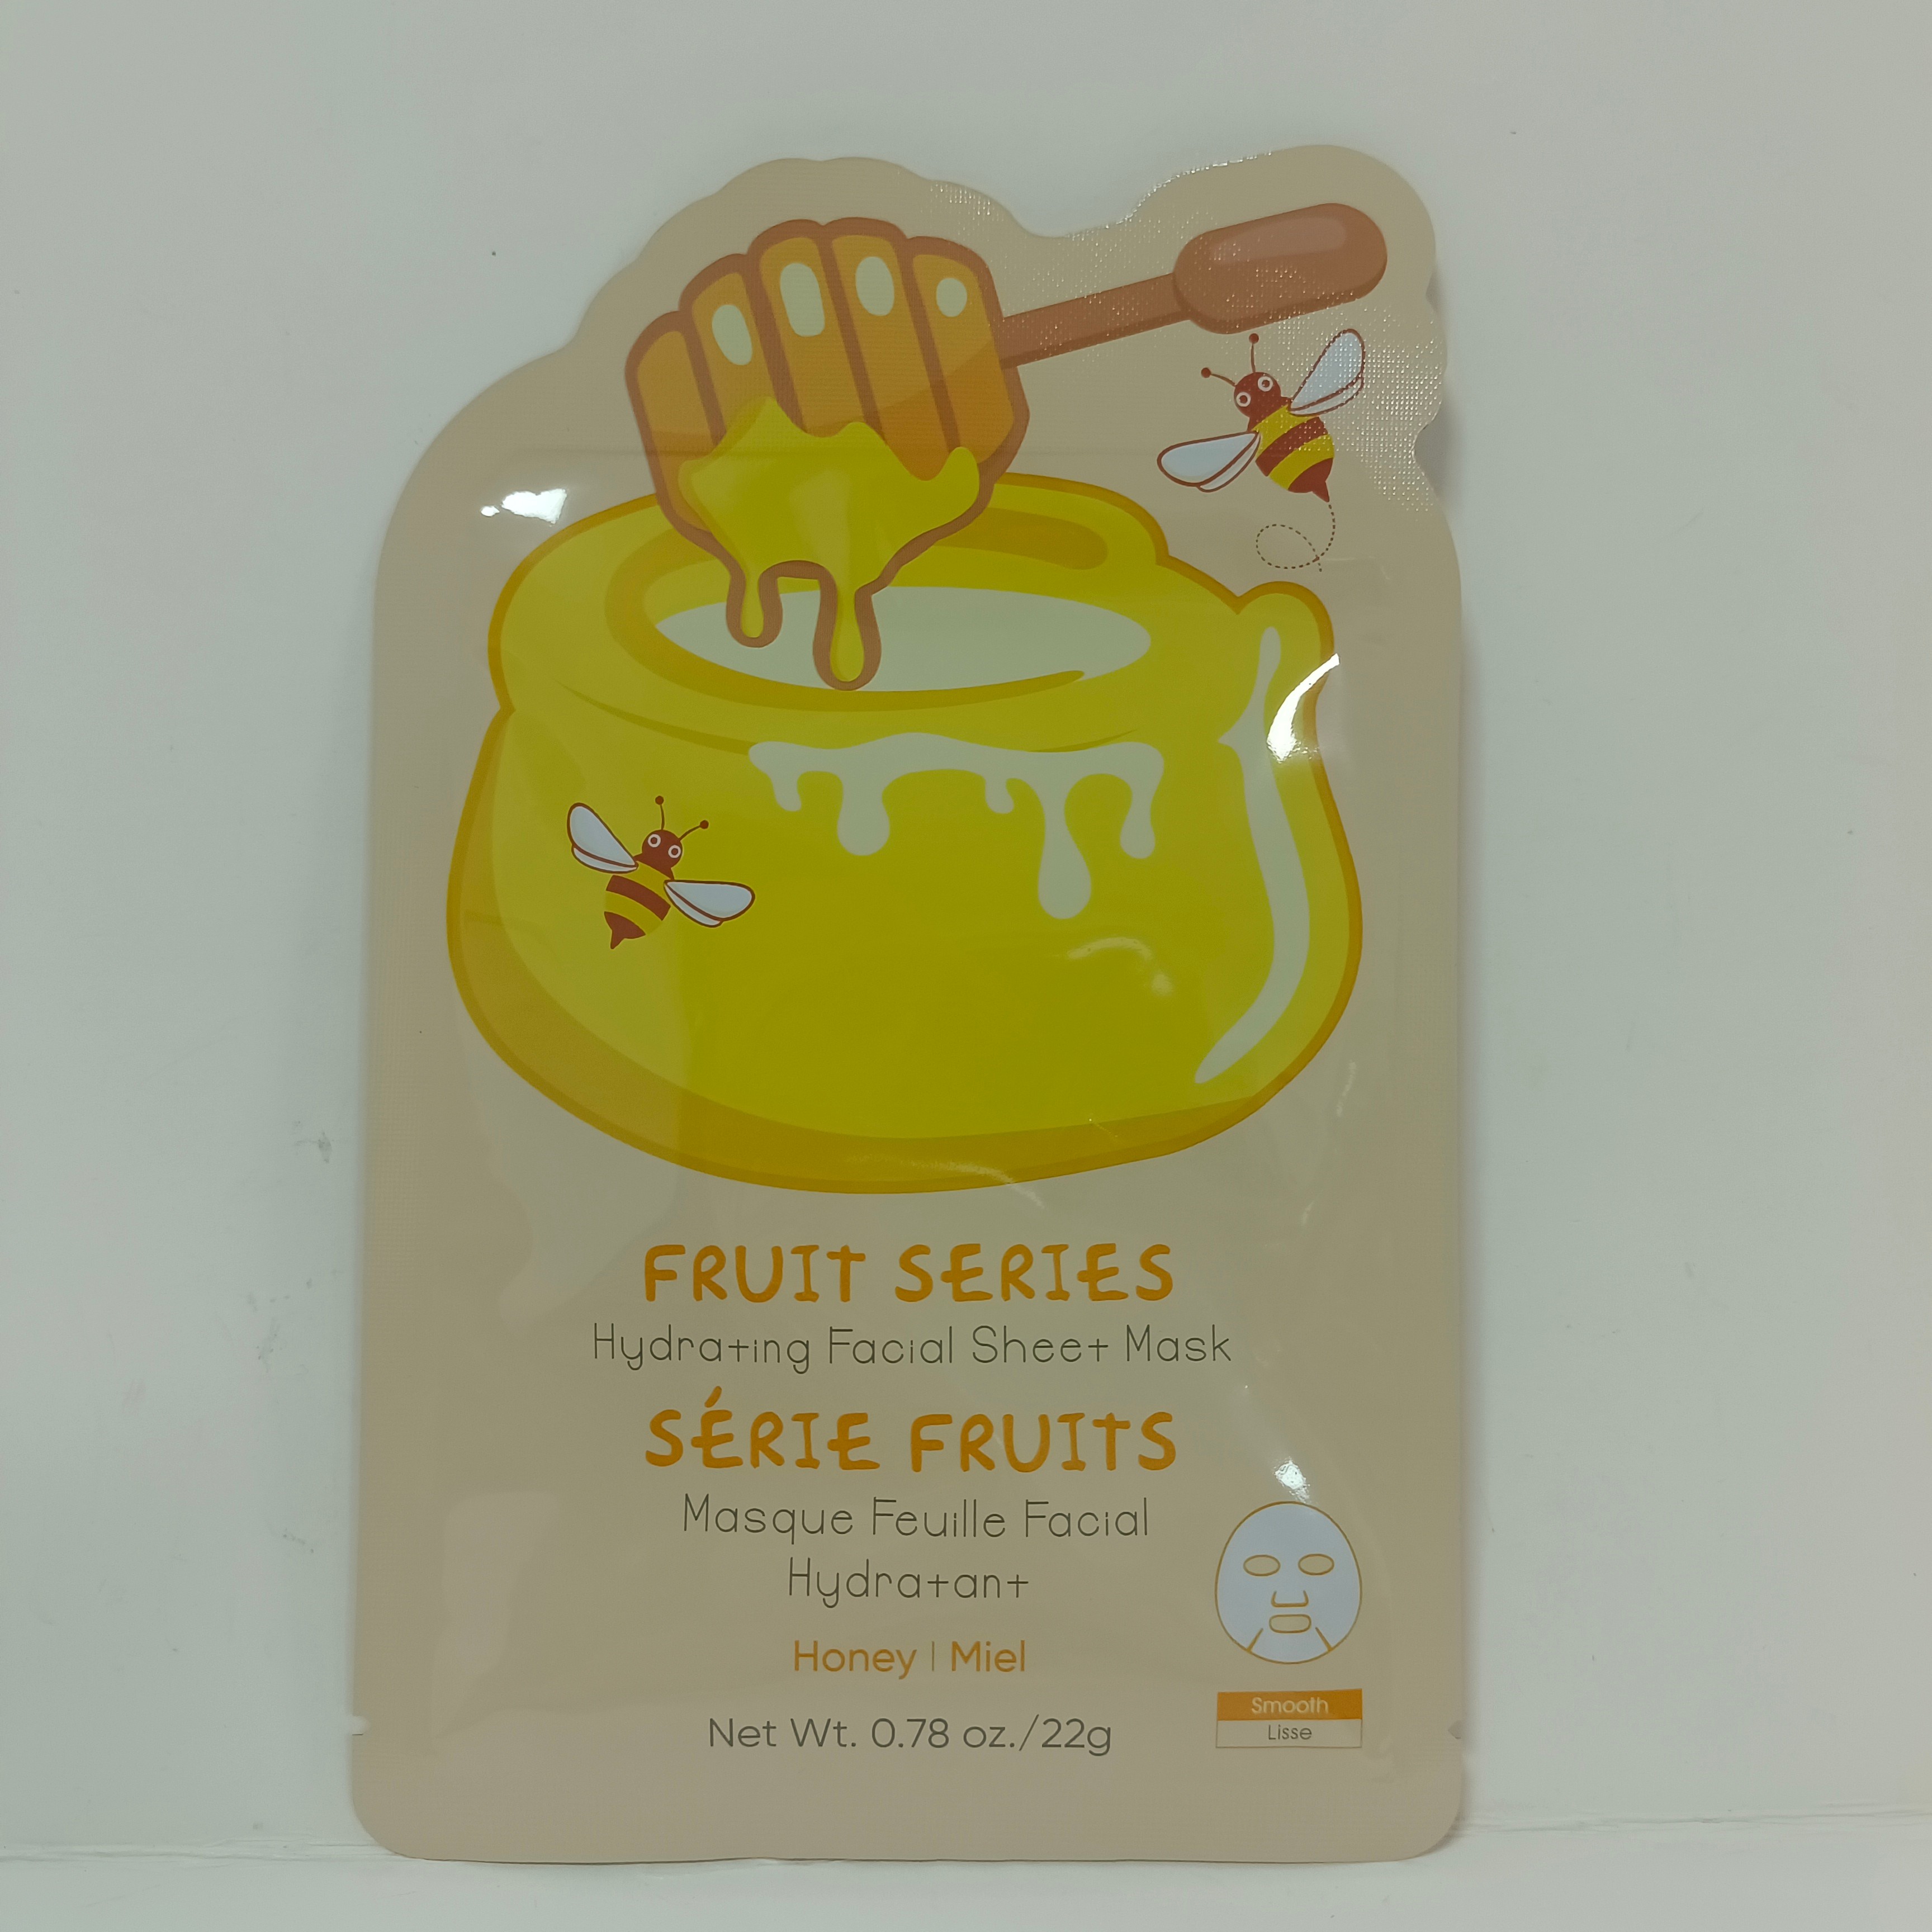 FRUIT SERIES
Hydrating Facial Sheet Mask
SÉRIE FRUITS
Masque Feuille Facial
Hydratant
Honey | Miel
Net Wt. 0.78 oz./22g
Smooth
Lisse